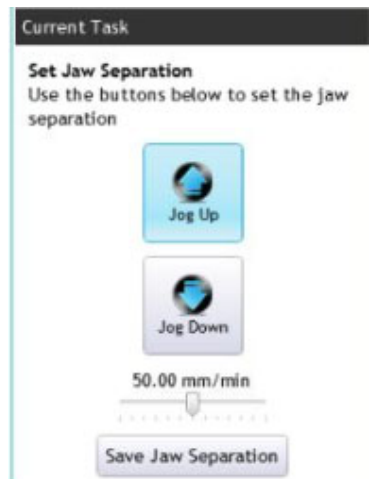 Current Task
Set Jaw Separation
Use the buttons below to set the jaw
separation
Jog Up
Jog Down
50.00 mm/min
Save Jaw Separation